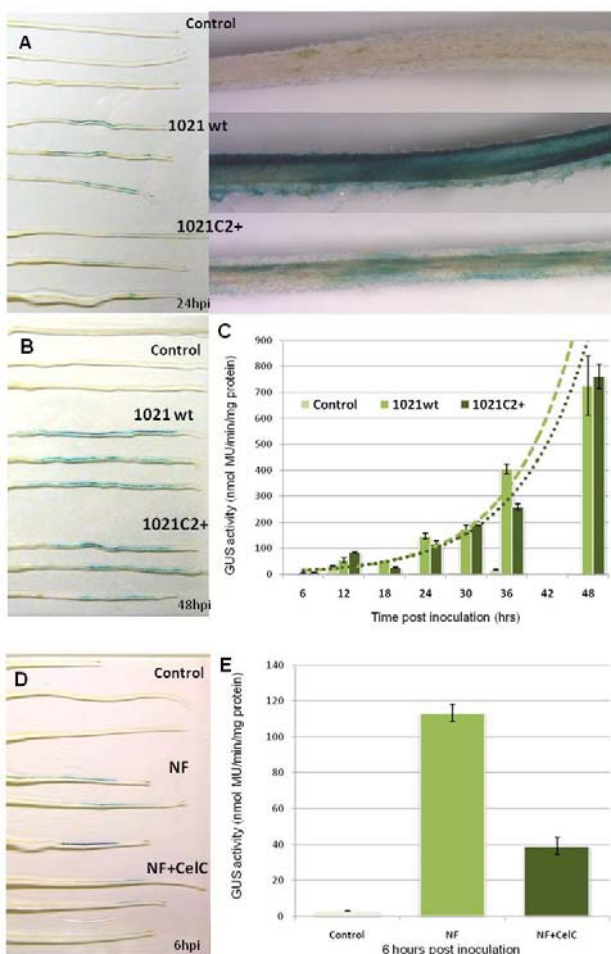 A
Control
1021 wt
1021C2+
24hpi
B
Control
1021 wt
1021C2+
48hpi
C
GUS activity (nmol MU/min/mg protein)
900
800
700
600
500
400
300
200
100
0
Control 1021wt 1021C2+
6 12 18 24 30 36 42 48
Time post inoculation (hrs)
D
Control
NF
NF+CelC
6hpi
E
GUS activity (nmol MU/min/mg protein)
140
120
100
80
60
40
20
0
Control NF NF+CelC
6 hours post inoculation